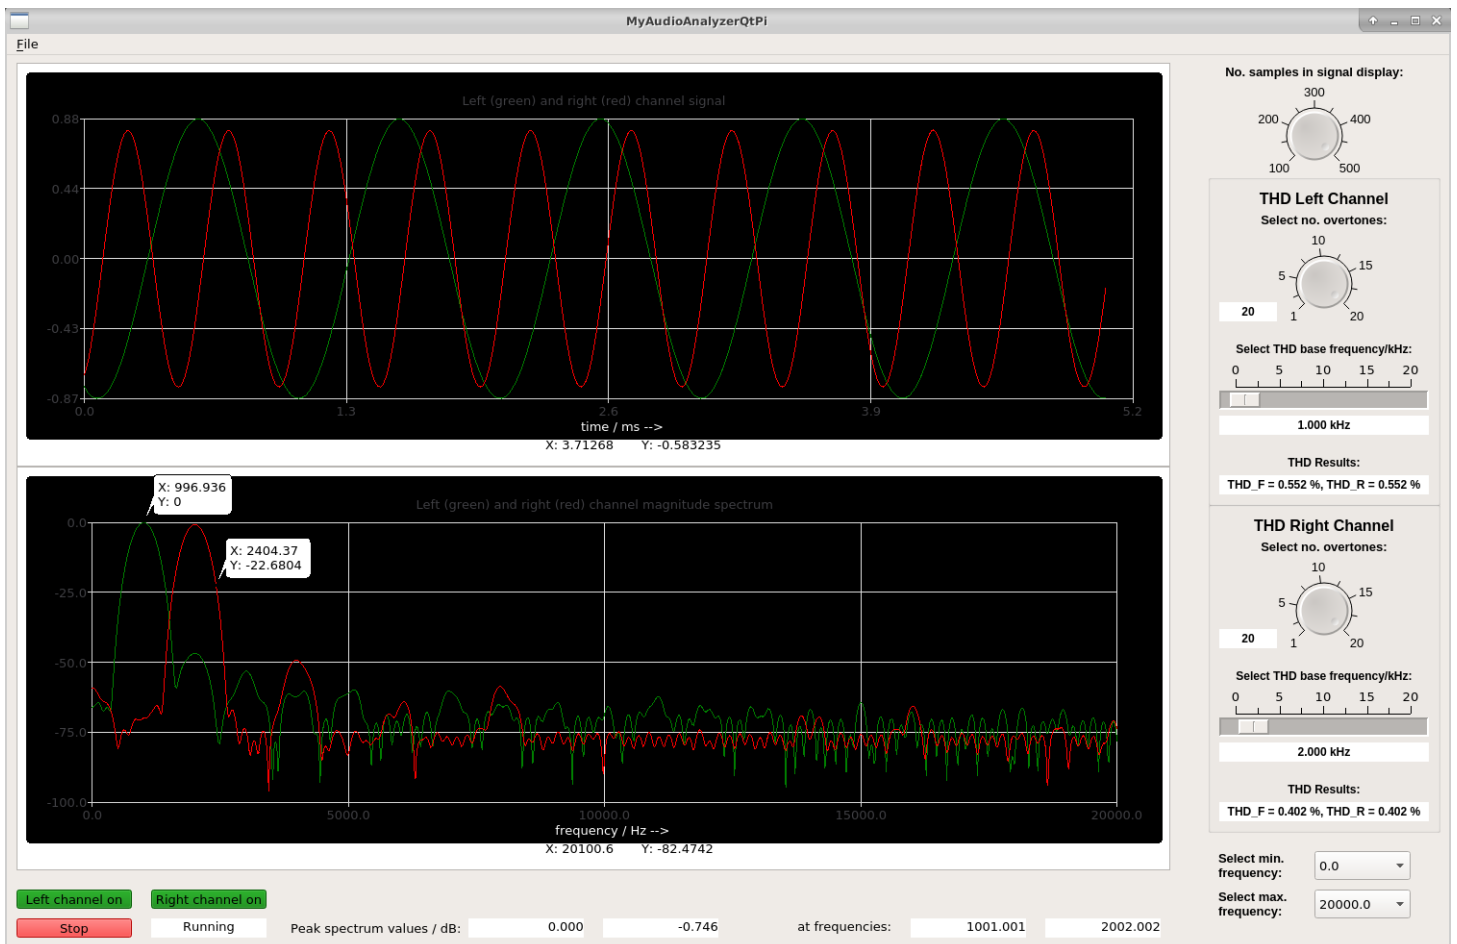 MyAudioAnalyzerQtPi
File
Left (green) and right (red) channel signal
0.88
0.44
0.00
-0.43
-0.87
0.0 1.3 2.6 3.9 5.2
time / ms -->
X: 3.71268 Y: -0.583235
X: 996.936
Y: 0
Left (green) and right (red) channel magnitude spectrum
X: 2404.37
Y: -22.6804
0.0
-25.0
-50.0
-75.0
-100.0
0.0 5000.0 10000.0 15000.0 20000.0
frequency / Hz -->
X: 20100.6 Y: -82.4742
No. samples in signal display:
300
200 400
100 500
THD Left Channel
Select no. overtones:
10
5 15
20 1 20
Select THD base frequency/kHz:
0 5 10 15 20
1.000 kHz
THD Results:
THD_F = 0.552 %, THD_R = 0.552 %
THD Right Channel
Select no. overtones:
10
5 15
20 1 20
Select THD base frequency/kHz:
0 5 10 15 20
2.000 kHz
THD Results:
THD_F = 0.402 %, THD_R = 0.402 %
Select min.
frequency: 0.0
Select max.
frequency: 20000.0
Left channel on Right channel on
Stop Running Peak spectrum values / dB: 0.000 -0.746 at frequencies: 1001.001 2002.002